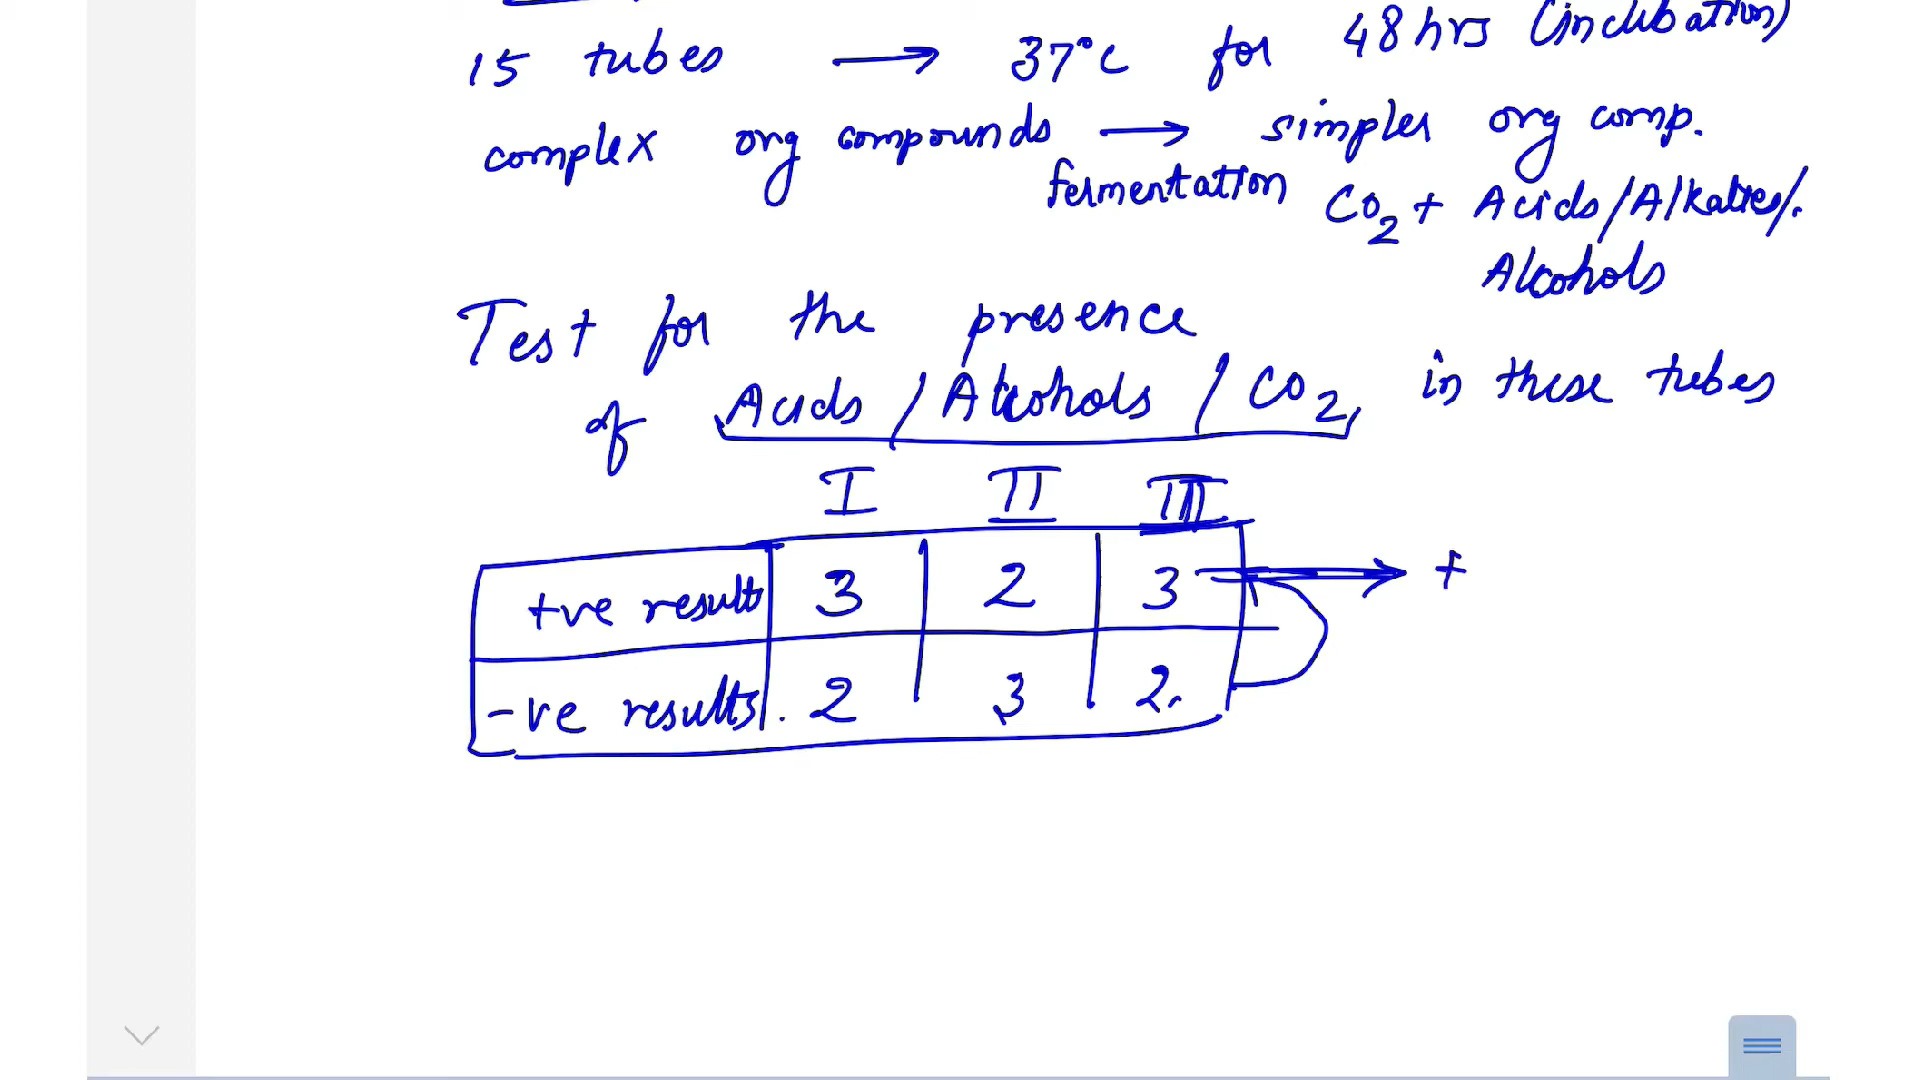 15 tubes → 37°C for 48 hrs (incubation)
complex org compounds → simpler org comp.
fermentation CO2 + Acids/Alkalies/.
Alcohols
Test for the presence
of Acids / Alcohols / CO2, in these tubes
I II III
+ve result 3 2 3 → +
-ve results. 2 3 2.